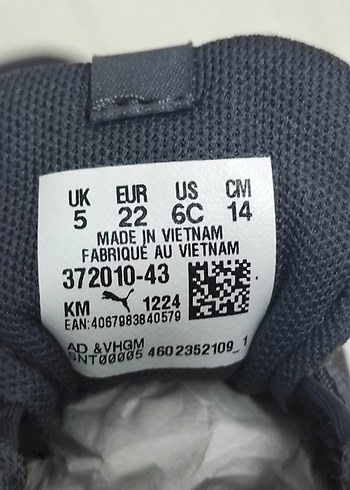 UK EUR US CM
5 22 6C 14
MADE IN VIETNAM
FABRIQUÉ AU VIETNAM
372010-43
KM 1224
EAN:4067983840579
AD &VHGM
SNT00005 4602352109_1